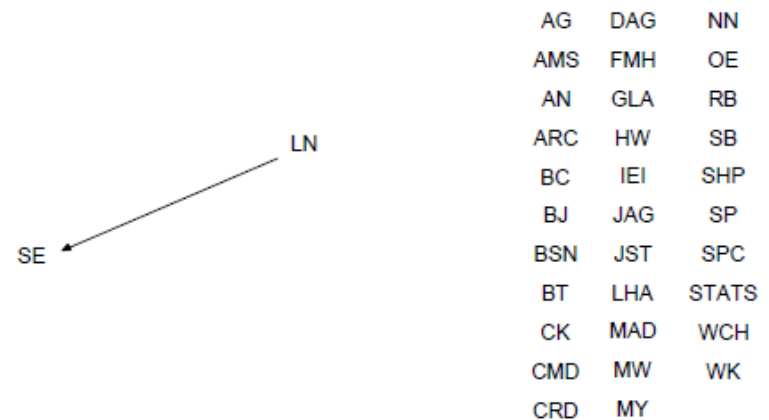 AG DAG NN
AMS FMH OE
AN GLA RB
ARC HW SB
LN
BC IEI SHP
BJ JAG SP
SE
BSN JST SPC
BT LHA STATS
CK MAD WCH
CMD MW WK
CRD MY